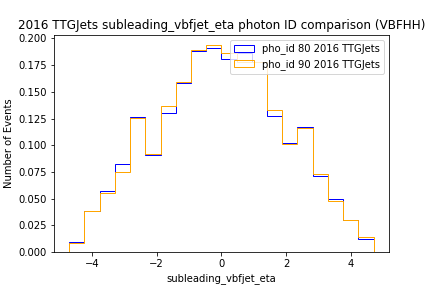 2016 TTGJets subleading_vbfjet_eta photon ID comparison (VBFHH)
pho_id 80 2016 TTGJets
pho_id 90 2016 TTGJets
Number of Events
0.200
0.175
0.150
0.125
0.100
0.075
0.050
0.025
0.000
−4 −2 0 2 4
subleading_vbfjet_eta